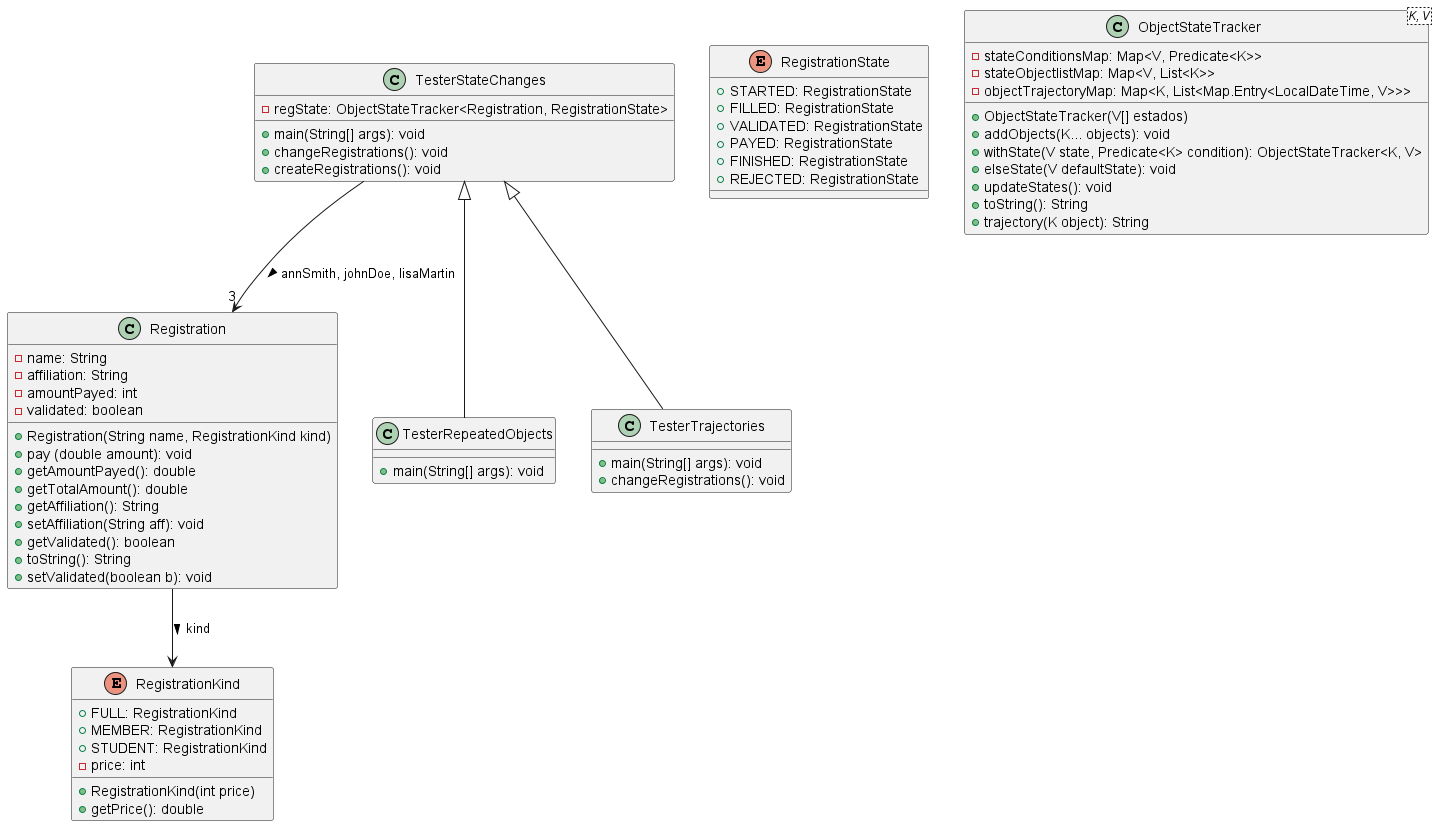 C TesterStateChanges
regState: ObjectStateTracker<Registration, RegistrationState>
main(String[] args): void
changeRegistrations(): void
createRegistrations(): void
E RegistrationState
STARTED: RegistrationState
FILLED: RegistrationState
VALIDATED: RegistrationState
PAYED: RegistrationState
FINISHED: RegistrationState
REJECTED: RegistrationState
C ObjectStateTracker
K, V
stateConditionsMap: Map<V, Predicate<K>>
stateObjectlistMap: Map<V, List<K>>
objectTrajectoryMap: Map<K, List<Map.Entry<LocalDateTime, V>>>
ObjectStateTracker(V[] estados)
addObjects(K... objects): void
withState(V state, Predicate<K> condition): ObjectStateTracker<K, V>
elseState(V defaultState): void
updateStates(): void
toString(): String
trajectory(K object): String
annSmith, johnDoe, lisaMartin
3
C Registration
name: String
affiliation: String
amountPayed: int
validated: boolean
Registration(String name, RegistrationKind kind)
pay (double amount): void
getAmountPayed(): double
getTotalAmount(): double
getAffiliation(): String
setAffiliation(String aff): void
getValidated(): boolean
toString(): String
setValidated(boolean b): void
C TesterRepeatedObjects
main(String[] args): void
C TesterTrajectories
main(String[] args): void
changeRegistrations(): void
kind
E RegistrationKind
FULL: RegistrationKind
MEMBER: RegistrationKind
STUDENT: RegistrationKind
price: int
RegistrationKind(int price)
getPrice(): double